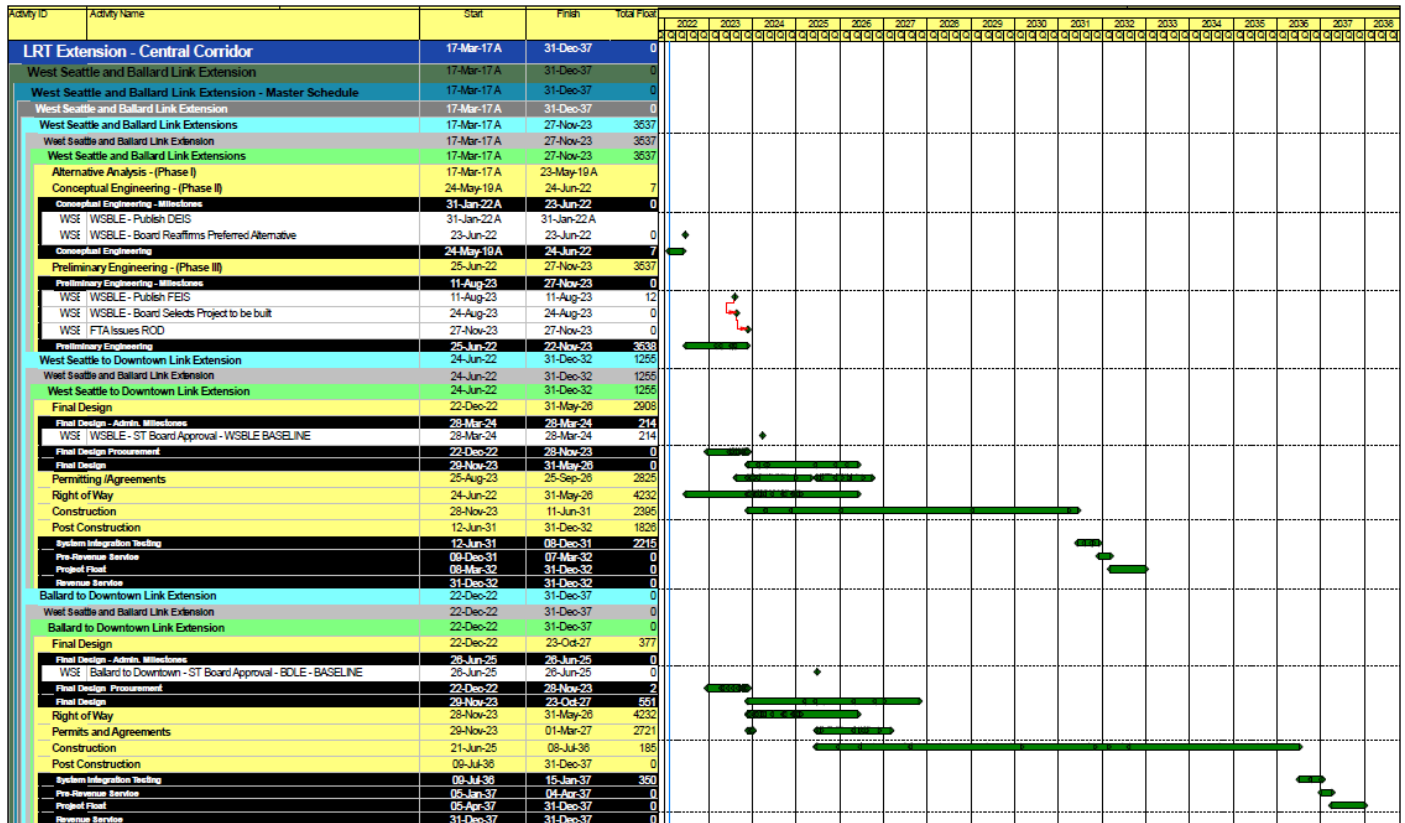 Activity ID Activity Name Start Finish Total Float 2022 2023 2024 2025 2026 2027 2028 2029 2030 2031 2032 2033 2034 2035 2036 2037 2038
LRT Extension - Central Corridor 17-Mar-17 A 31-Dec-37 0
West Seattle and Ballard Link Extension 17-Mar-17 A 31-Dec-37 0
West Seattle and Ballard Link Extension - Master Schedule 17-Mar-17 A 31-Dec-37 0
West Seattle and Ballard Link Extension 17-Mar-17 A 31-Dec-37 0
West Seattle and Ballard Link Extensions 17-Mar-17 A 27-Nov-23 3537
West Seattle and Ballard Link Extension 17-Mar-17 A 27-Nov-23 3537
West Seattle and Ballard Link Extensions 17-Mar-17 A 27-Nov-23 3537
Alternative Analysis - (Phase I) 17-Mar-17 A 23-May-19 A
Conceptual Engineering - (Phase II) 24-May-19 A 24-Jun-22 7
Conceptual Engineering - Milestones 31-Jan-22 A 23-Jun-22 0
WSE WSBLE - Publish DEIS 31-Jan-22 A 31-Jan-22 A
WSE WSBLE - Board Reaffirms Preferred Alternative 23-Jun-22 23-Jun-22 0
Conceptual Engineering 24-May-19 A 24-Jun-22 7
Preliminary Engineering - (Phase III) 25-Jun-22 27-Nov-23 3537
Preliminary Engineering - Milestones 11-Aug-23 27-Nov-23 0
WSE WSBLE - Publish FEIS 11-Aug-23 11-Aug-23 12
WSE WSBLE - Board Selects Project to be built 24-Aug-23 24-Aug-23 0
WSE FTA Issues ROD 27-Nov-23 27-Nov-23 0
Preliminary Engineering 25-Jun-22 22-Nov-23 3538
West Seattle to Downtown Link Extension 24-Jun-22 31-Dec-32 1255
West Seattle and Ballard Link Extension 24-Jun-22 31-Dec-32 1255
West Seattle to Downtown Link Extension 24-Jun-22 31-Dec-32 1255
Final Design 22-Dec-22 31-May-26 2908
Final Design - Admin. Milestones 28-Mar-24 28-Mar-24 214
WSE WSBLE - ST Board Approval - WSBLE BASELINE 28-Mar-24 28-Mar-24 214
Final Design Procurement 22-Dec-22 28-Nov-23 0
Final Design 29-Nov-23 31-May-26 0
Permitting /Agreements 25-Aug-23 25-Sep-26 2825
Right of Way 24-Jun-22 31-May-26 4232
Construction 28-Nov-23 11-Jun-31 2395
Post Construction 12-Jun-31 31-Dec-32 1826
System Integration Testing 12-Jun-31 08-Dec-31 2215
Pre-Revenue Service 09-Dec-31 07-Mar-32 0
Project Float 08-Mar-32 31-Dec-32 0
Revenue Service 31-Dec-32 31-Dec-32 0
Ballard to Downtown Link Extension 22-Dec-22 31-Dec-37 0
West Seattle and Ballard Link Extension 22-Dec-22 31-Dec-37 0
Ballard to Downtown Link Extension 22-Dec-22 31-Dec-37 0
Final Design 22-Dec-22 23-Oct-27 377
Final Design - Admin. Milestones 26-Jun-25 26-Jun-25 0
WSE Ballard to Downtown - ST Board Approval - BDLE - BASELINE 26-Jun-25 26-Jun-25 0
Final Design Procurement 22-Dec-22 28-Nov-23 2
Final Design 29-Nov-23 23-Oct-27 551
Right of Way 28-Nov-23 31-May-26 4232
Permits and Agreements 29-Nov-23 01-Mar-27 2721
Construction 21-Jun-25 08-Jul-36 185
Post Construction 09-Jul-36 31-Dec-37 0
System Integration Testing 09-Jul-36 15-Jan-37 350
Pre-Revenue Service 05-Jan-37 04-Apr-37 0
Project Float 05-Apr-37 31-Dec-37 0
Revenue Service 31-Dec-37 31-Dec-37 0